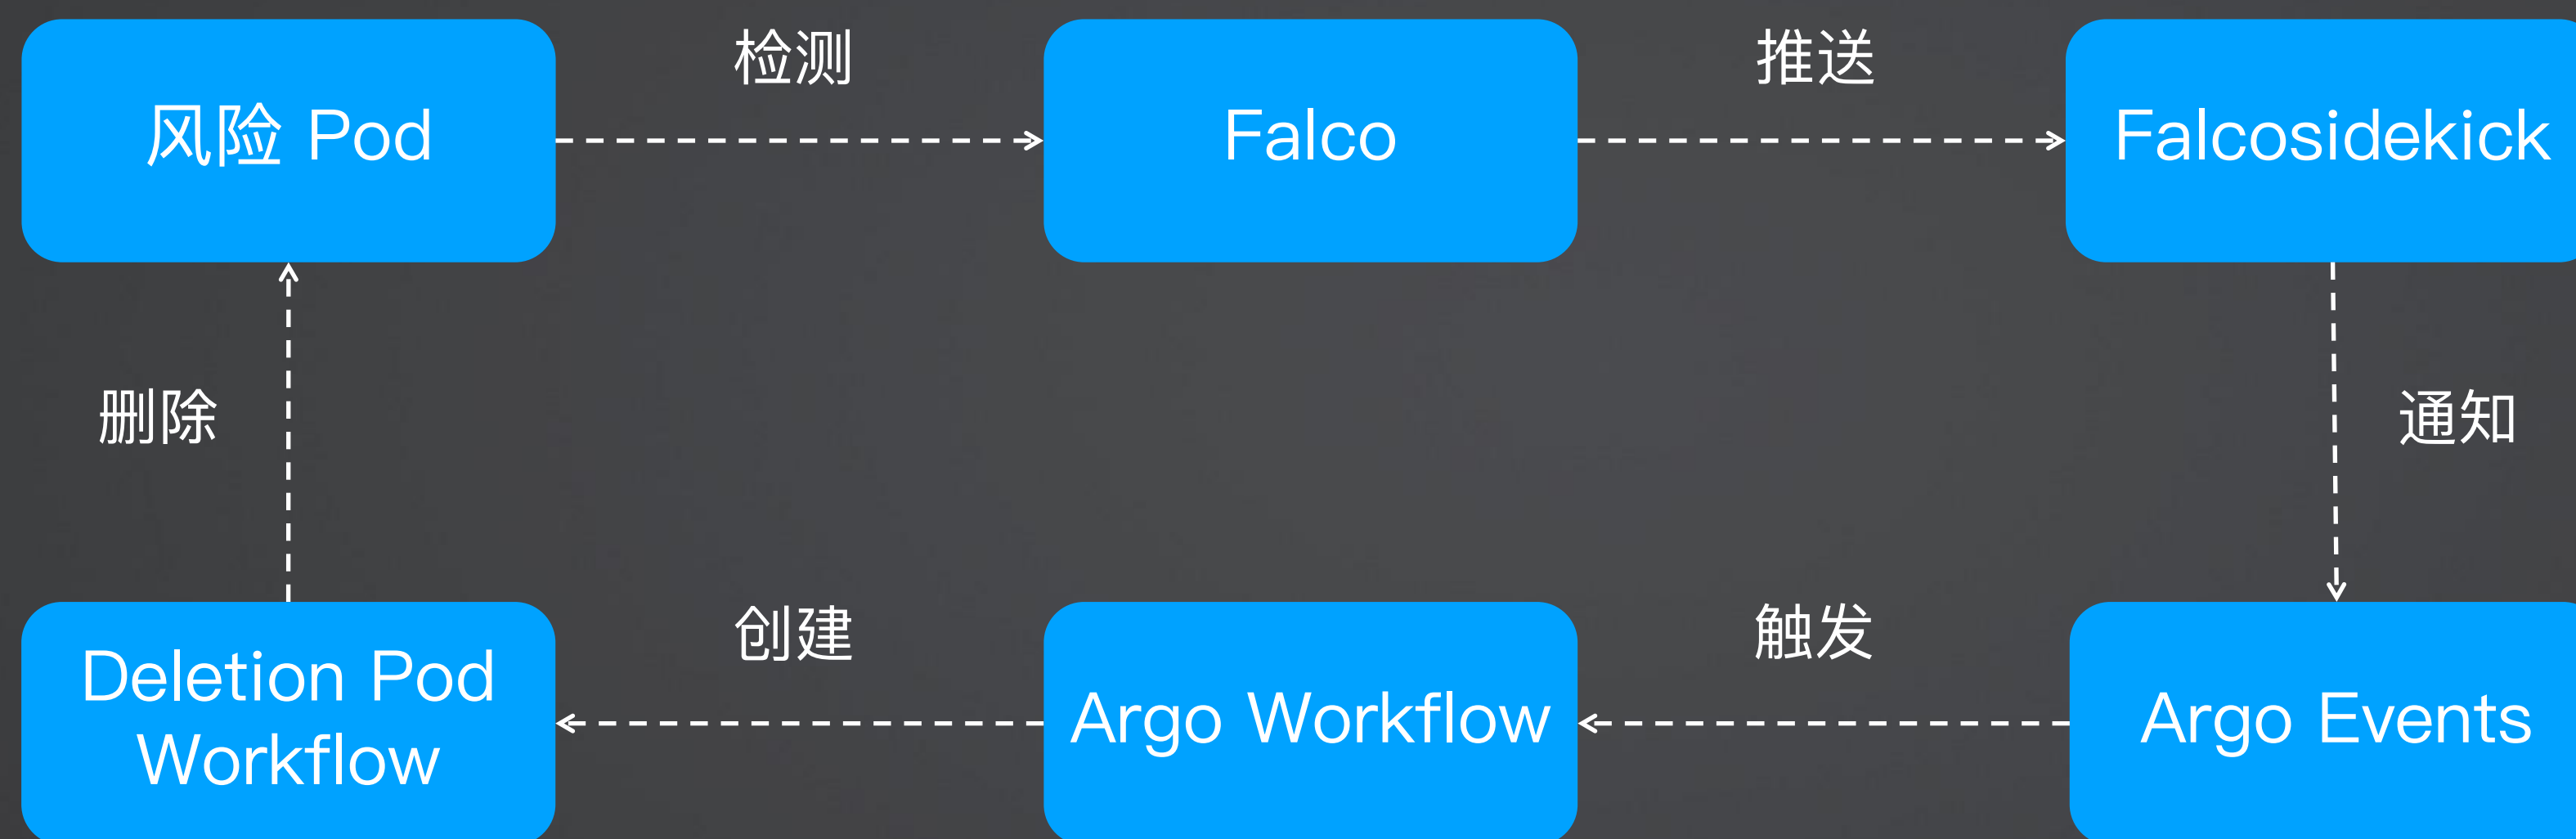 检测
推送
风险 Pod
Falco
Falcosidekick
删除
通知
创建
触发
Deletion Pod
Workflow
Argo Workflow
Argo Events